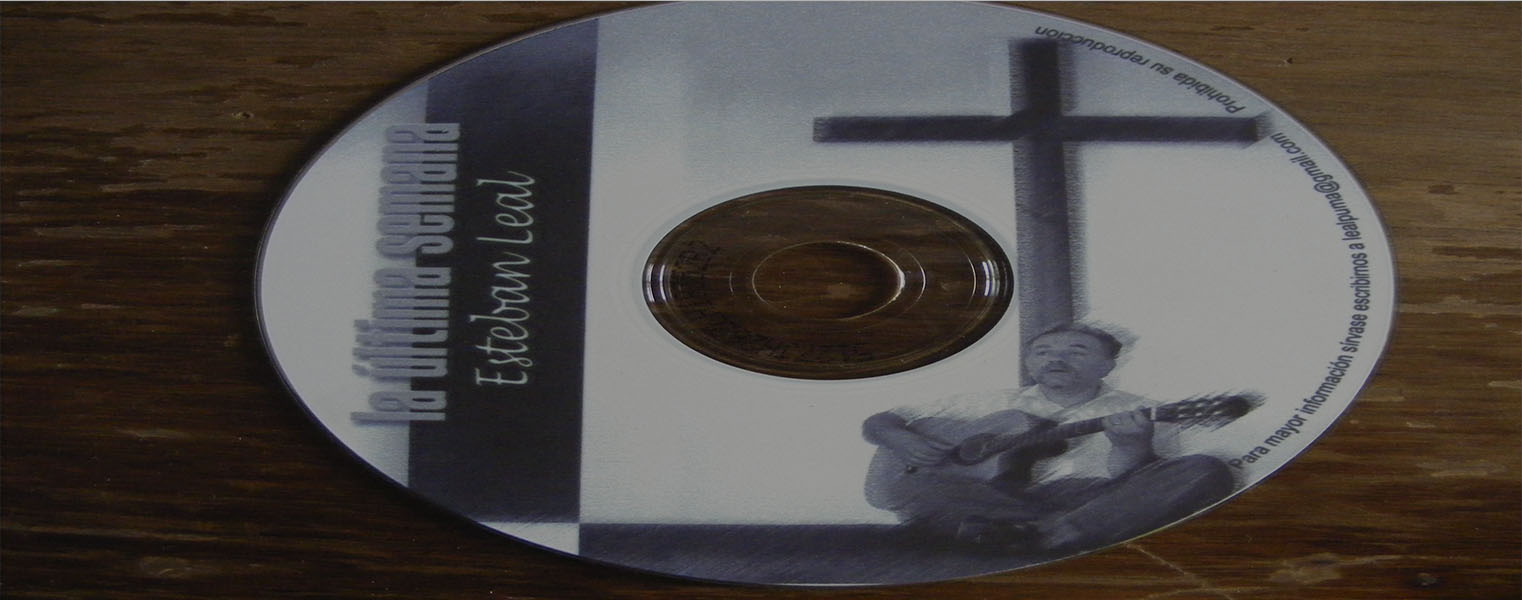 la última semana
Esteban Leal
Prohibida su reproducción
Para mayor información sírvase escribirnos a lealpuma@gmail.com